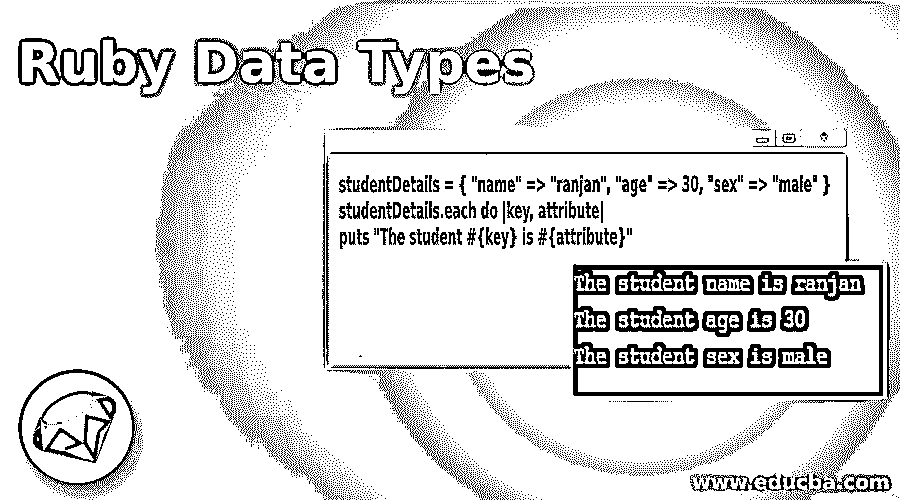 Ruby Data Types
studentDetails = { "name" => "ranjan", "age" => 30, "sex" => "male" }
studentDetails.each do |key, attribute|
puts "The student #{key} is #{attribute}"
The student name is ranjan
The student age is 30
The student sex is male
www.educba.com